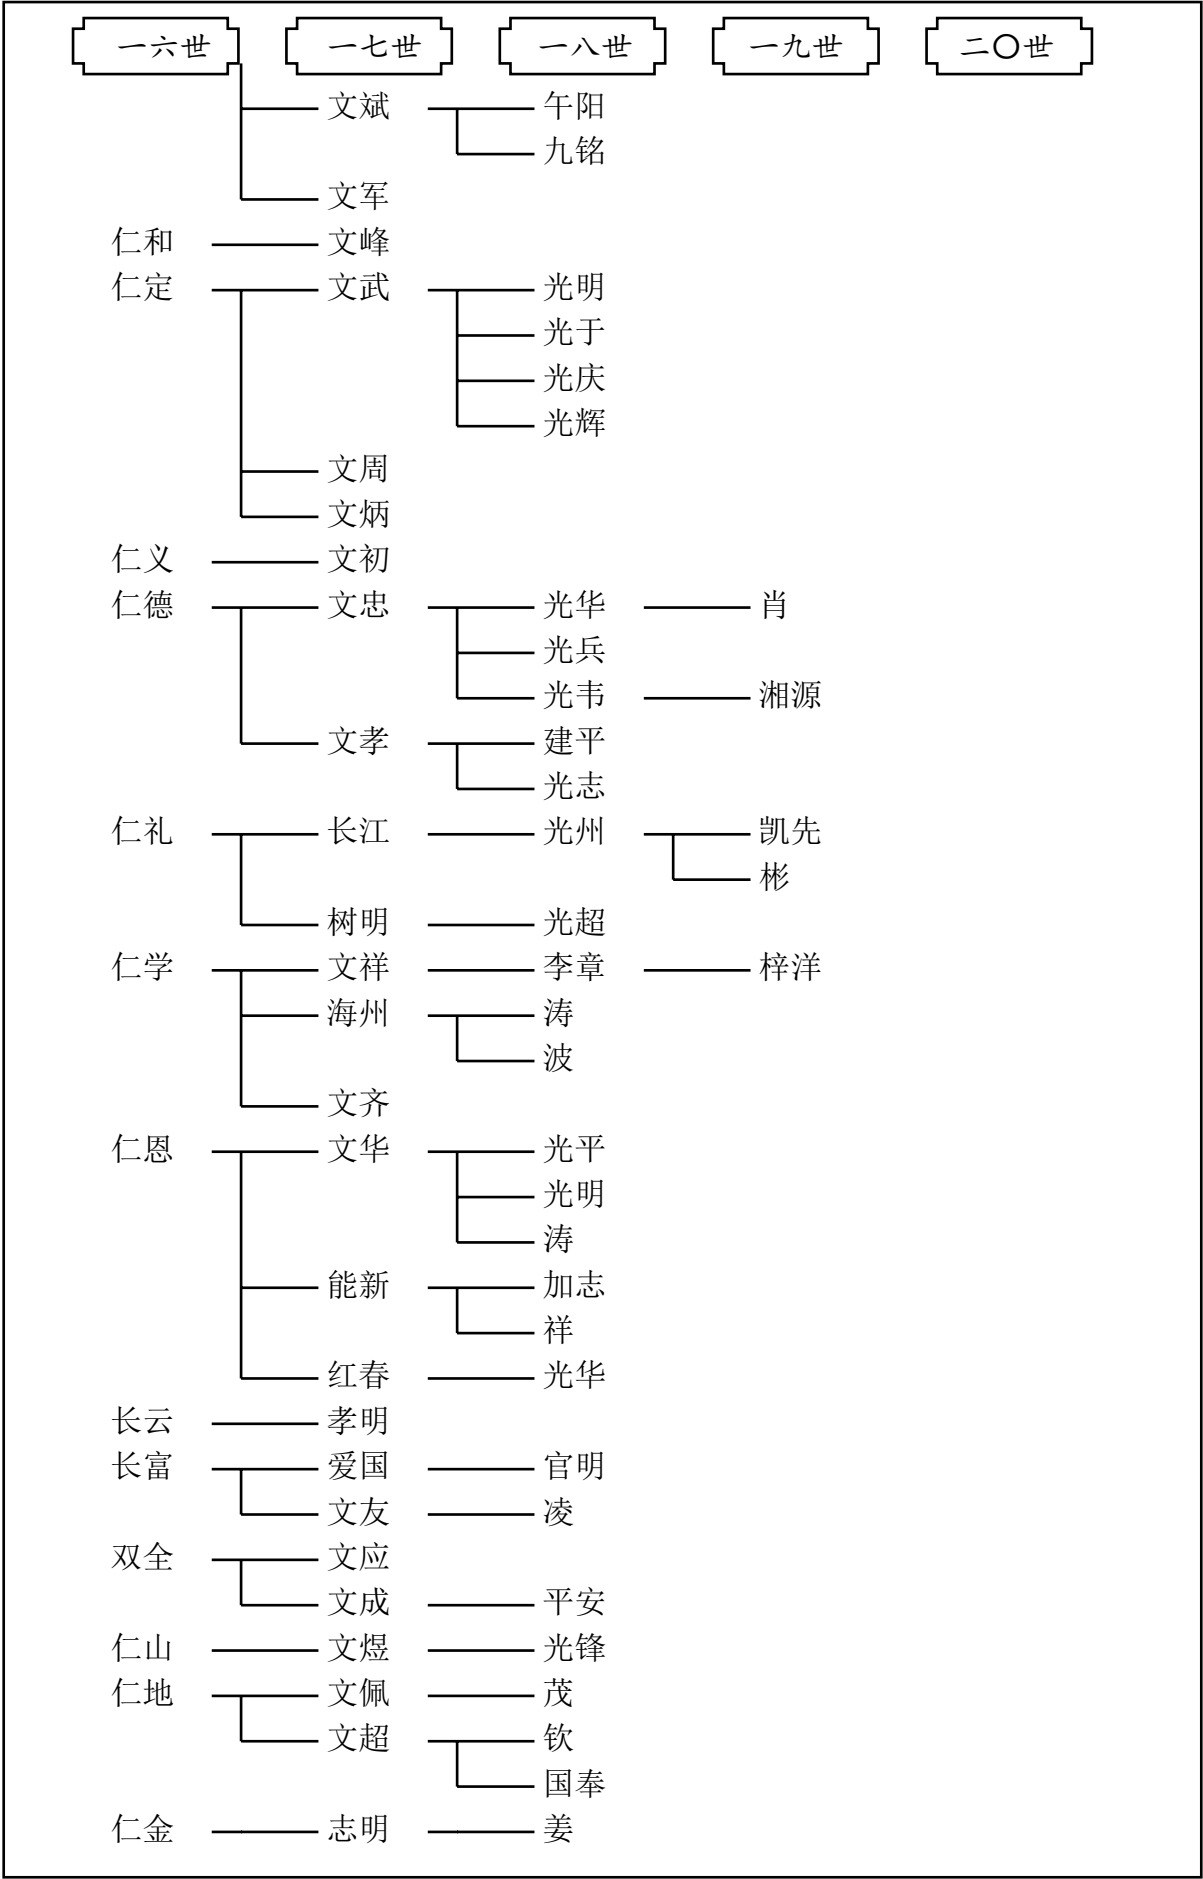 一六世 一七世 一八世 一九世 二〇世
文斌 午阳
九铭
文军
仁和 文峰
仁定 文武 光明
光于
光庆
光辉
文周
文炳
仁义 文初
仁德 文忠 光华 肖
光兵
光韦 湘源
文孝 建平
光志
仁礼 长江 光州 凯先
彬
树明 光超
仁学 文祥 李章 梓洋
海州 涛
波
文齐
仁恩 文华 光平
光明
涛
能新 加志
祥
红春 光华
长云 孝明
长富 爱国 官明
文友 凌
双全 文应
文成 平安
仁山 文煜 光锋
仁地 文佩 茂
文超 钦
国奉
仁金 志明 姜